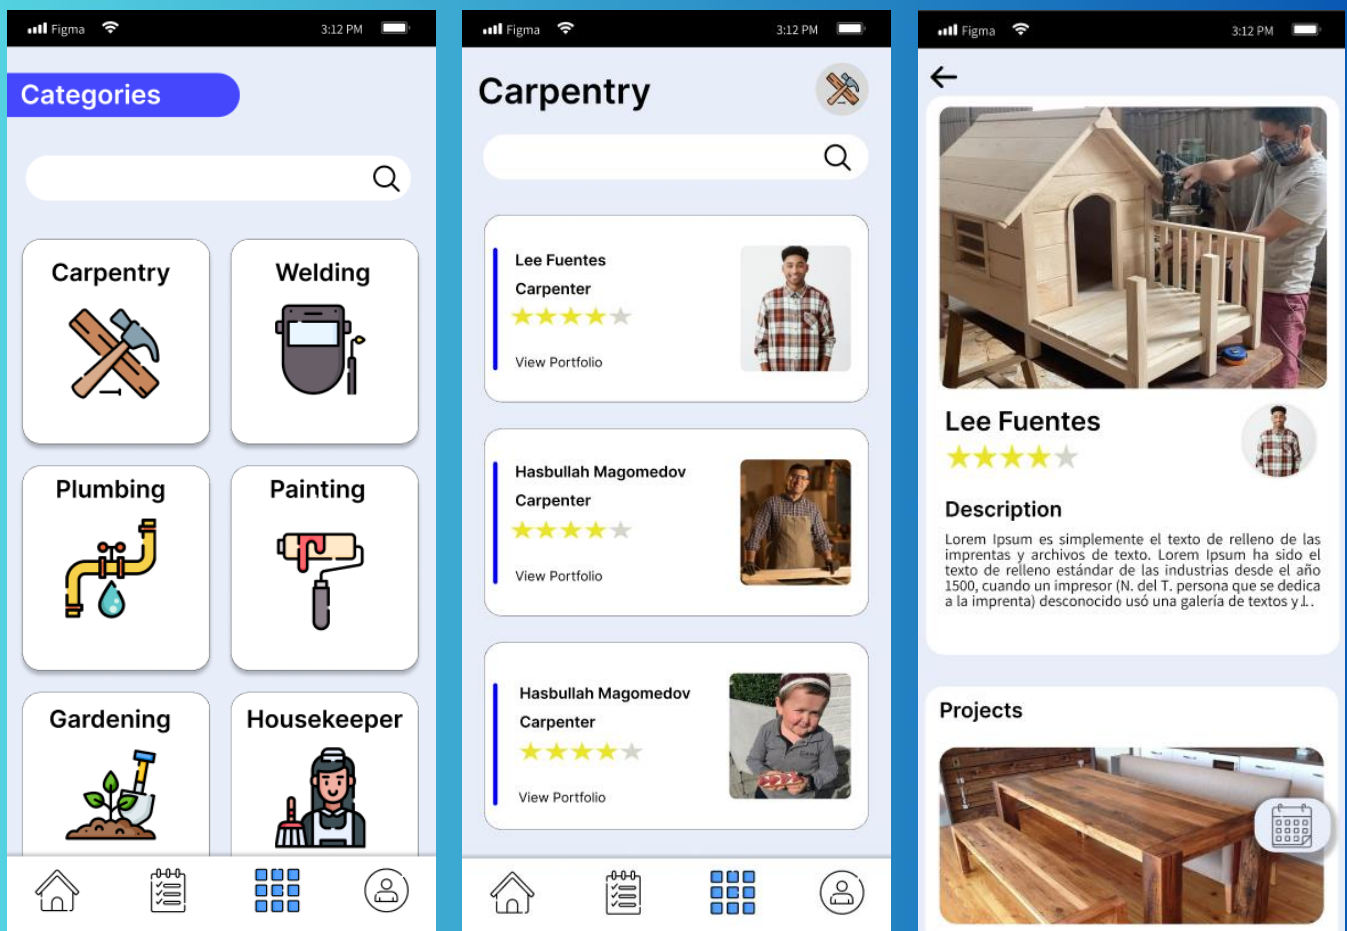 Figma 3:12 PM
Categories
Carpentry Welding
Plumbing Painting
Gardening Housekeeper
Figma 3:12 PM
Carpentry
Lee Fuentes
Carpenter
View Portfolio
Hasbullah Magomedov
Carpenter
View Portfolio
Hasbullah Magomedov
Carpenter
View Portfolio
Figma 3:12 PM
Lee Fuentes
Description
Lorem Ipsum es simplemente el texto de relleno de las
imprentas y archivos de texto. Lorem Ipsum ha sido el
texto de relleno estándar de las industrias desde el año
1500, cuando un impresor (N. del T. persona que se dedica
a la imprenta) desconocido usó una galería de textos y l..
Projects